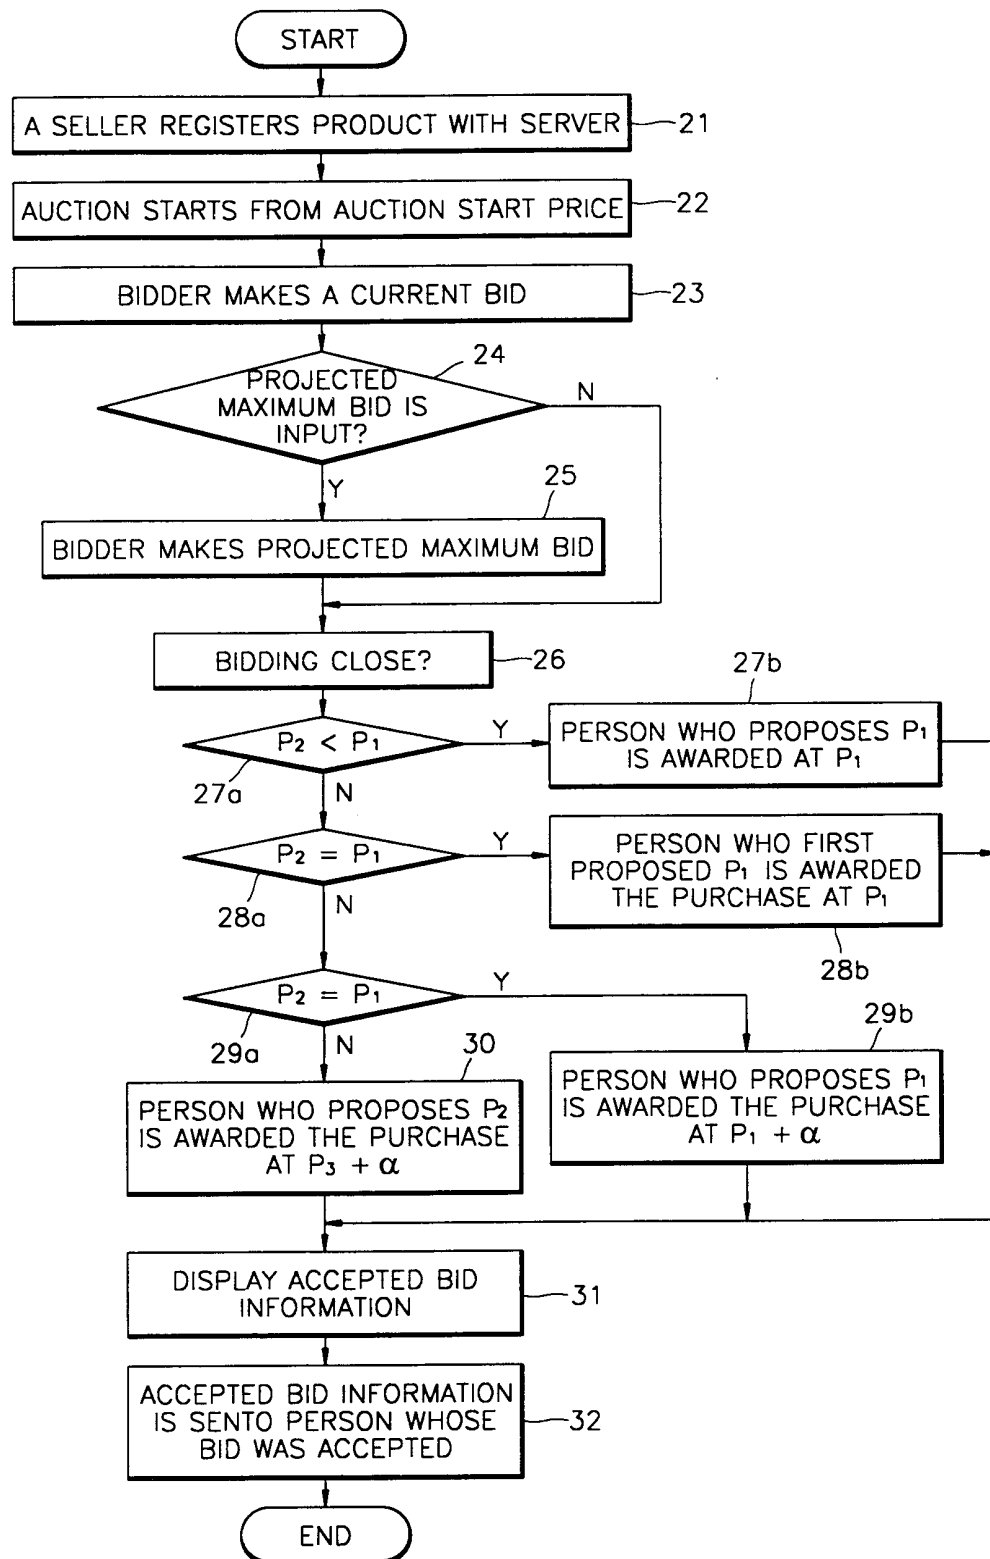 START
A SELLER REGISTERS PRODUCT WITH SERVER
21
AUCTION STARTS FROM AUCTION START PRICE
22
BIDDER MAKES A CURRENT BID
23
24
PROJECTED
MAXIMUM BID IS
INPUT?
N
Y
25
BIDDER MAKES PROJECTED MAXIMUM BID
BIDDING CLOSE?
26
P₂ < P₁
Y
27a
N
27b
PERSON WHO PROPOSES P₁
IS AWARDED AT P₁
P₂ = P₁
Y
28a
N
PERSON WHO FIRST
PROPOSED P₁ IS AWARDED
THE PURCHASE AT P₁
28b
P₂ = P₁
Y
29a
N
29b
PERSON WHO PROPOSES P₁
IS AWARDED THE PURCHASE
AT P₁ + α
30
PERSON WHO PROPOSES P₂
IS AWARDED THE PURCHASE
AT P₃ + α
DISPLAY ACCEPTED BID
INFORMATION
31
ACCEPTED BID INFORMATION
IS SENTO PERSON WHOSE
BID WAS ACCEPTED
32
END